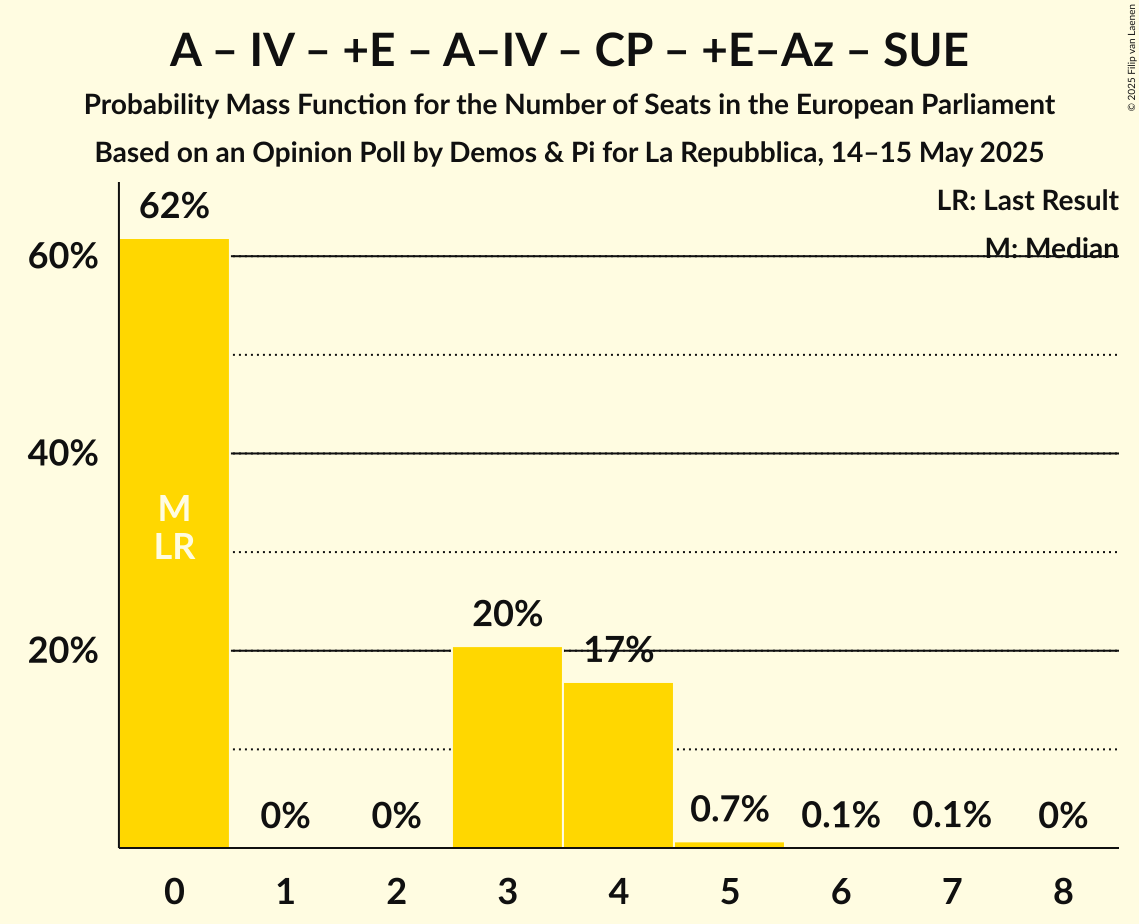 A – IV – +E – A–IV – CP – +E–Az – SUE
Probability Mass Function for the Number of Seats in the European Parliament
Based on an Opinion Poll by Demos & Pi for La Repubblica, 14–15 May 2025
© 2025 Filip van Laenen
LR: Last Result
M: Median
62%
60%
40%
20%
M
LR
0%
0%
20%
17%
0.7%
0.1%
0.1%
0%
0 1 2 3 4 5 6 7 8